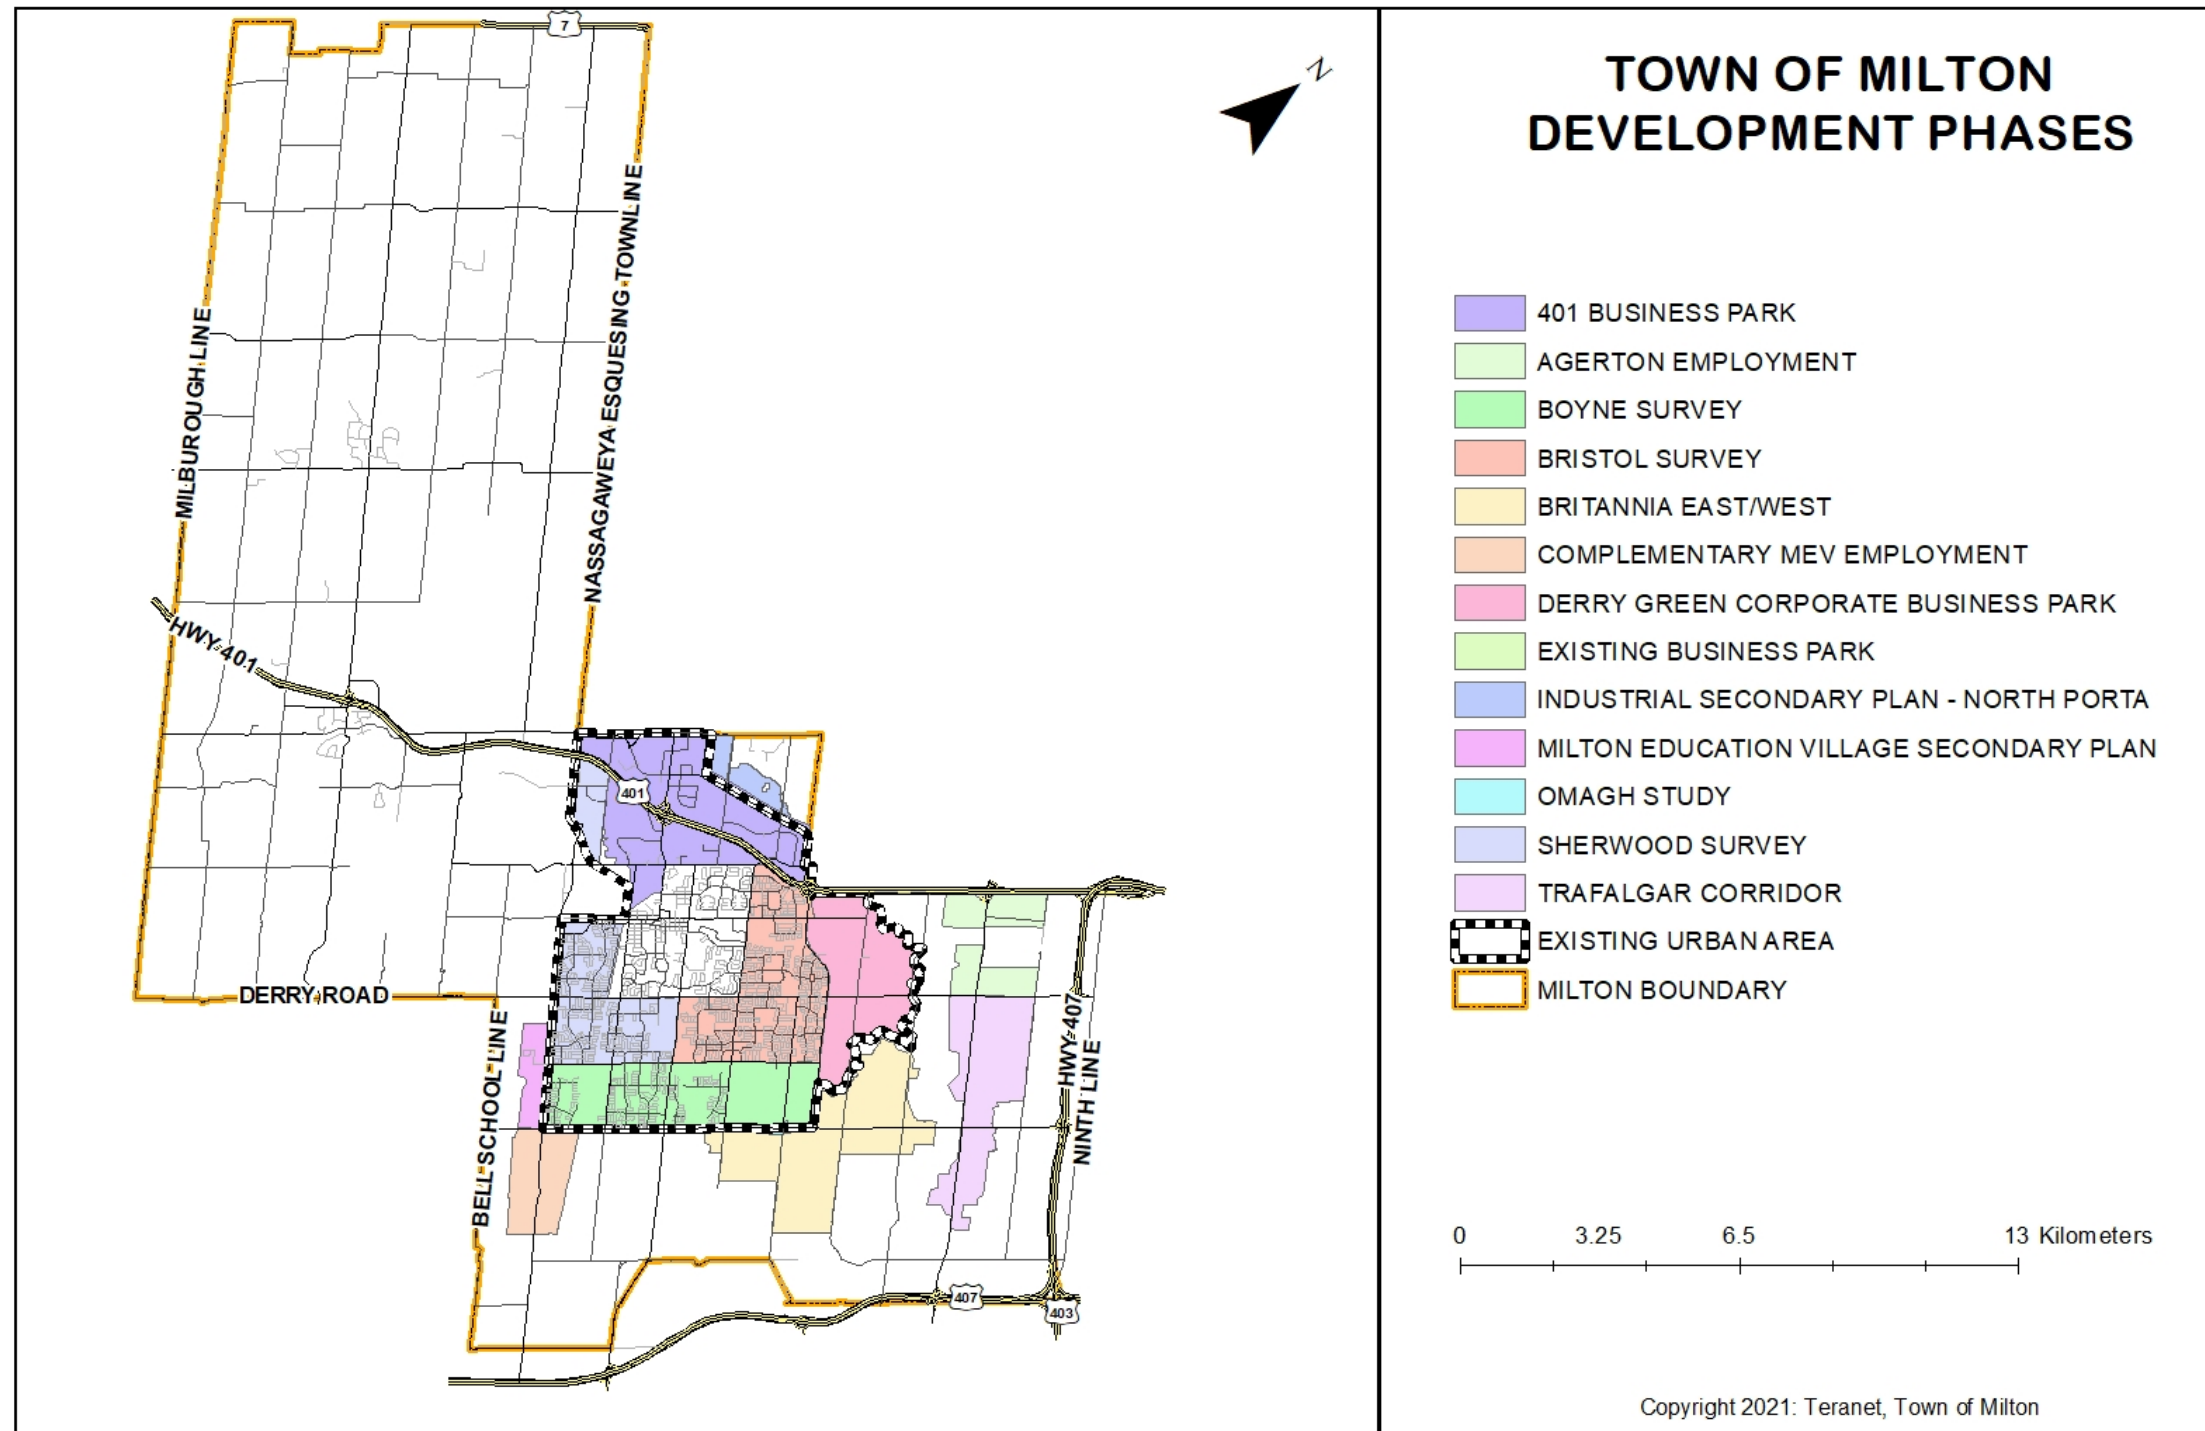 7
N
NASSAGAWEYA ESQUESING TOWNLINE
MILBUROUGH LINE
HWY 401
401
DERRY ROAD
BELL SCHOOL LINE
HWY 407
NINTH LINE
407
403
TOWN OF MILTON
DEVELOPMENT PHASES
401 BUSINESS PARK
AGERTON EMPLOYMENT
BOYNE SURVEY
BRISTOL SURVEY
BRITANNIA EAST/WEST
COMPLEMENTARY MEV EMPLOYMENT
DERRY GREEN CORPORATE BUSINESS PARK
EXISTING BUSINESS PARK
INDUSTRIAL SECONDARY PLAN - NORTH PORTA
MILTON EDUCATION VILLAGE SECONDARY PLAN
OMAGH STUDY
SHERWOOD SURVEY
TRAFALGAR CORRIDOR
EXISTING URBAN AREA
MILTON BOUNDARY
0 3.25 6.5 13 Kilometers
Copyright 2021: Teranet, Town of Milton